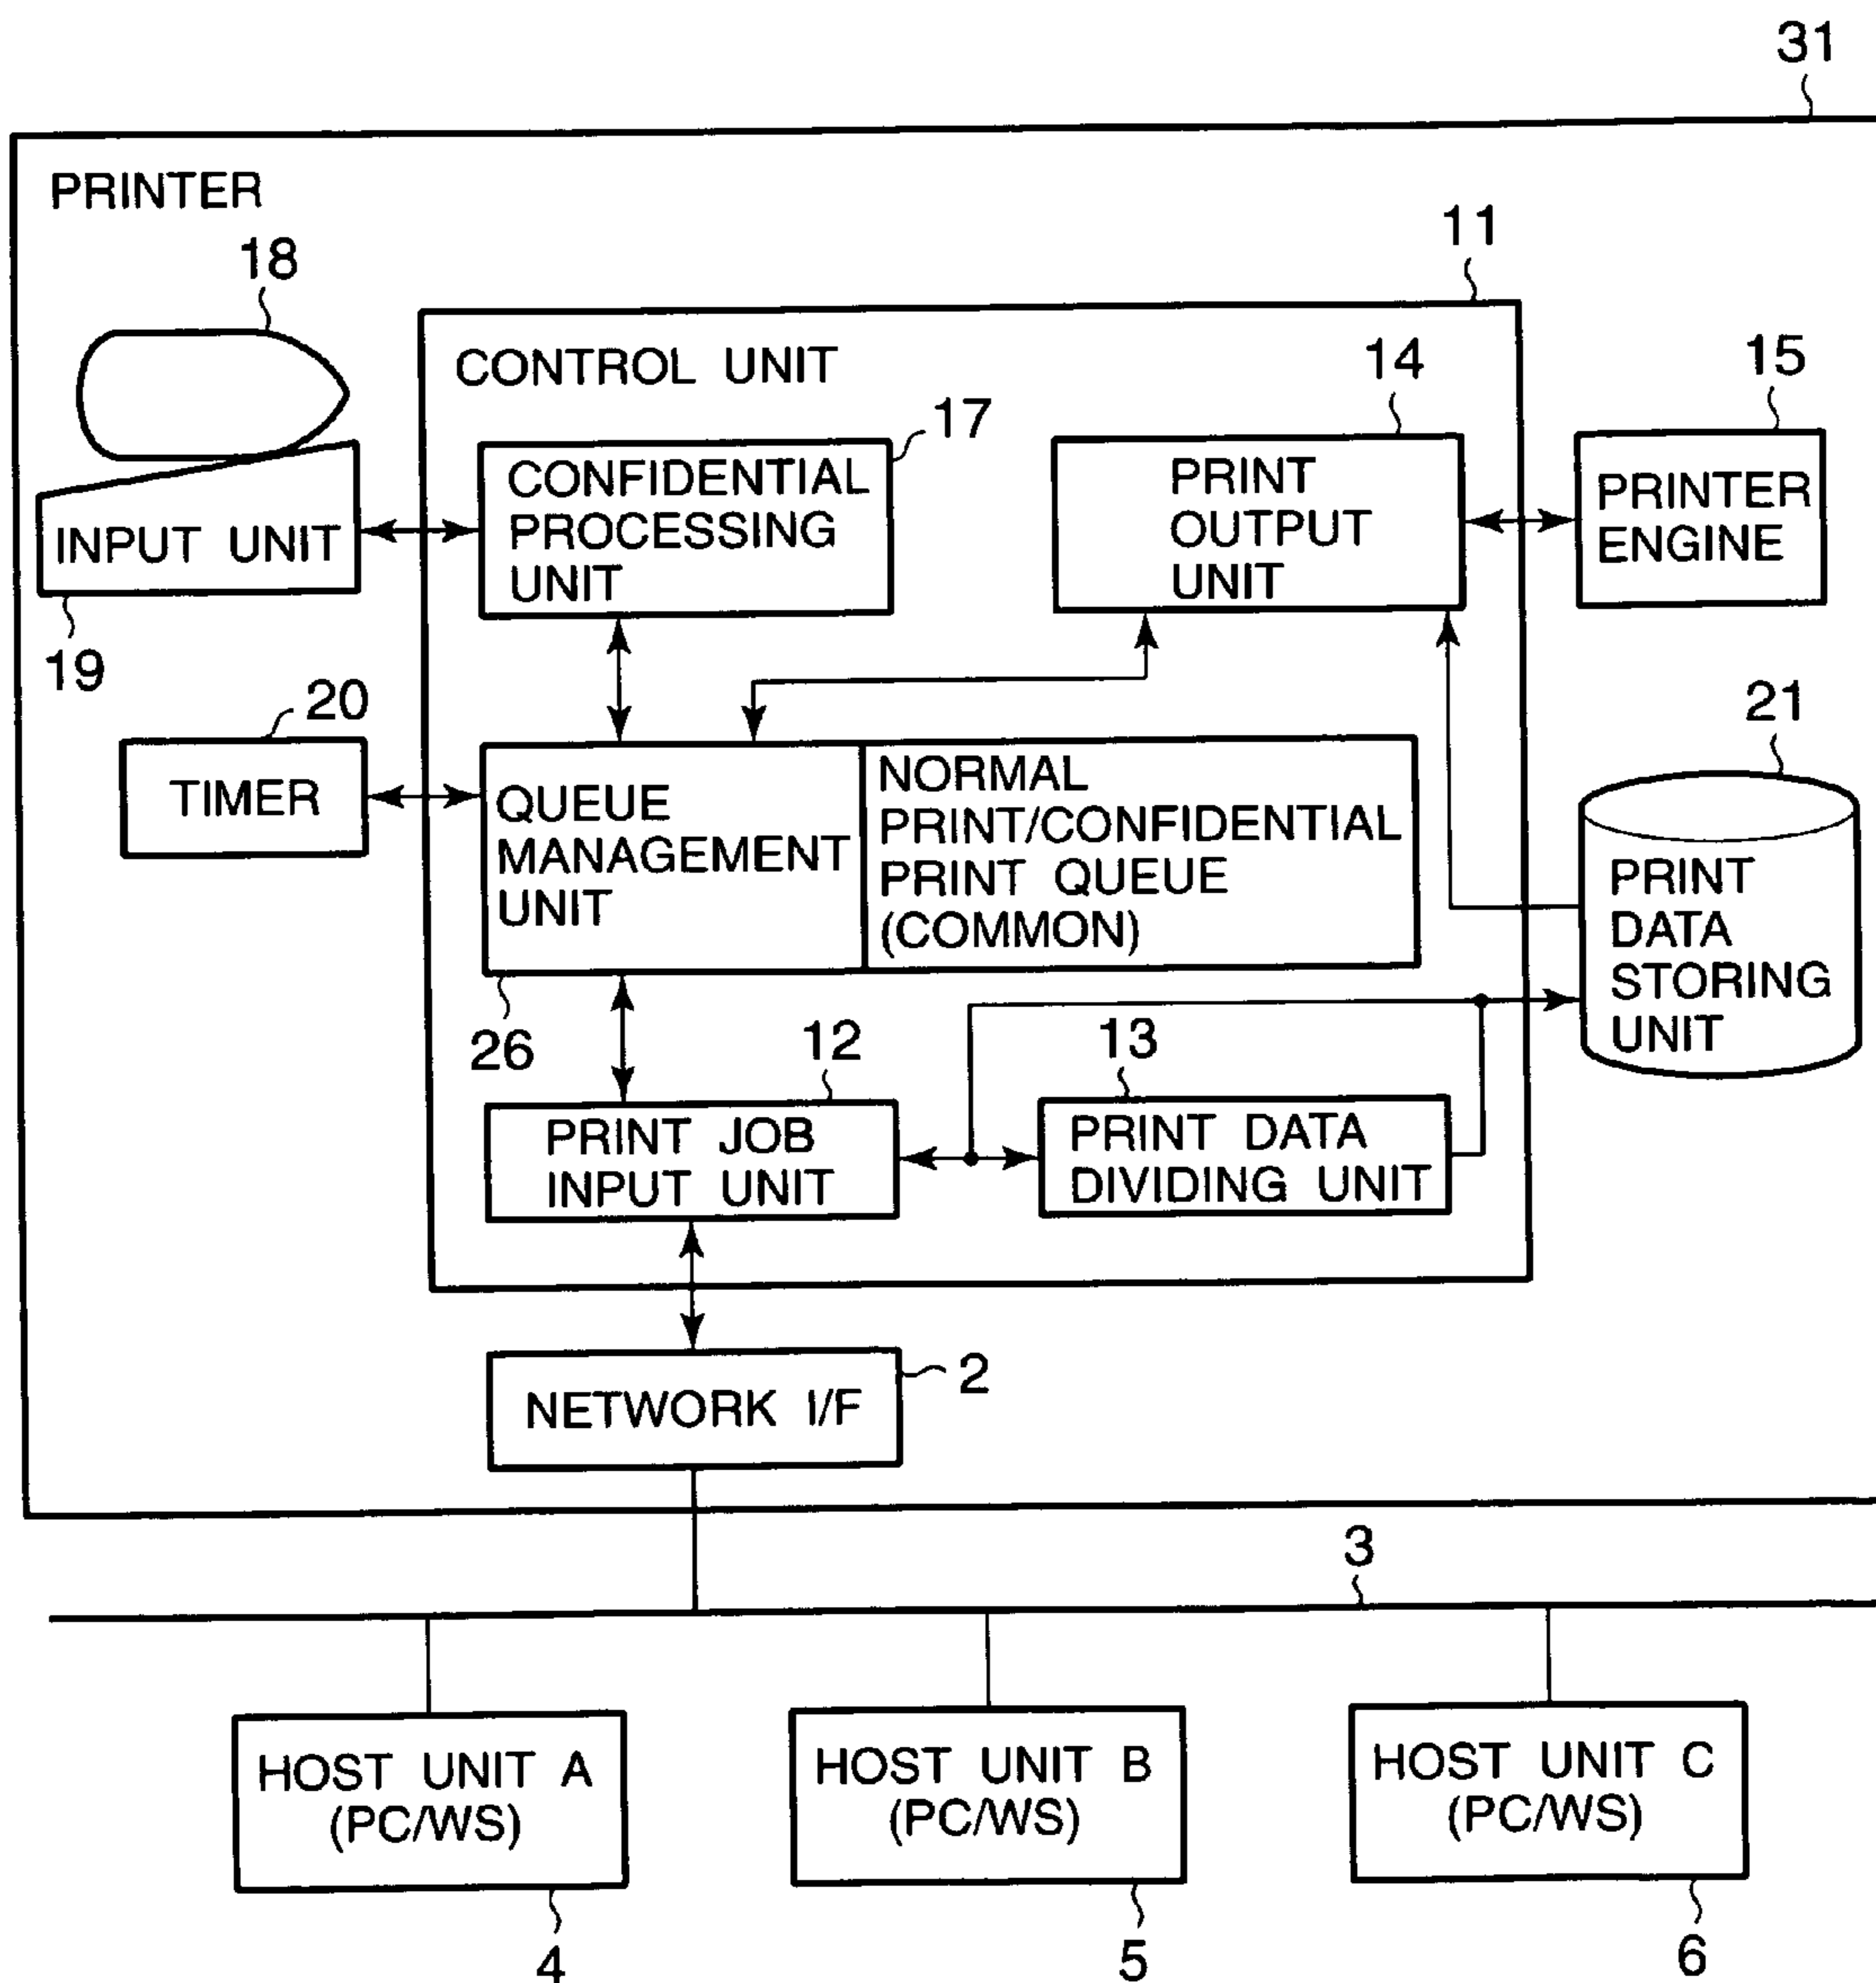 31
PRINTER
11
18
CONTROL UNIT
14
15
17
CONFIDENTIAL
PROCESSING
UNIT
PRINT
OUTPUT
UNIT
PRINTER
ENGINE
INPUT UNIT
19
20
21
TIMER
QUEUE
MANAGEMENT
UNIT
NORMAL
PRINT/CONFIDENTIAL
PRINT QUEUE
(COMMON)
PRINT
DATA
STORING
UNIT
26
12
13
PRINT JOB
INPUT UNIT
PRINT DATA
DIVIDING UNIT
NETWORK I/F
2
3
HOST UNIT A
(PC/WS)
HOST UNIT B
(PC/WS)
HOST UNIT C
(PC/WS)
4
5
6